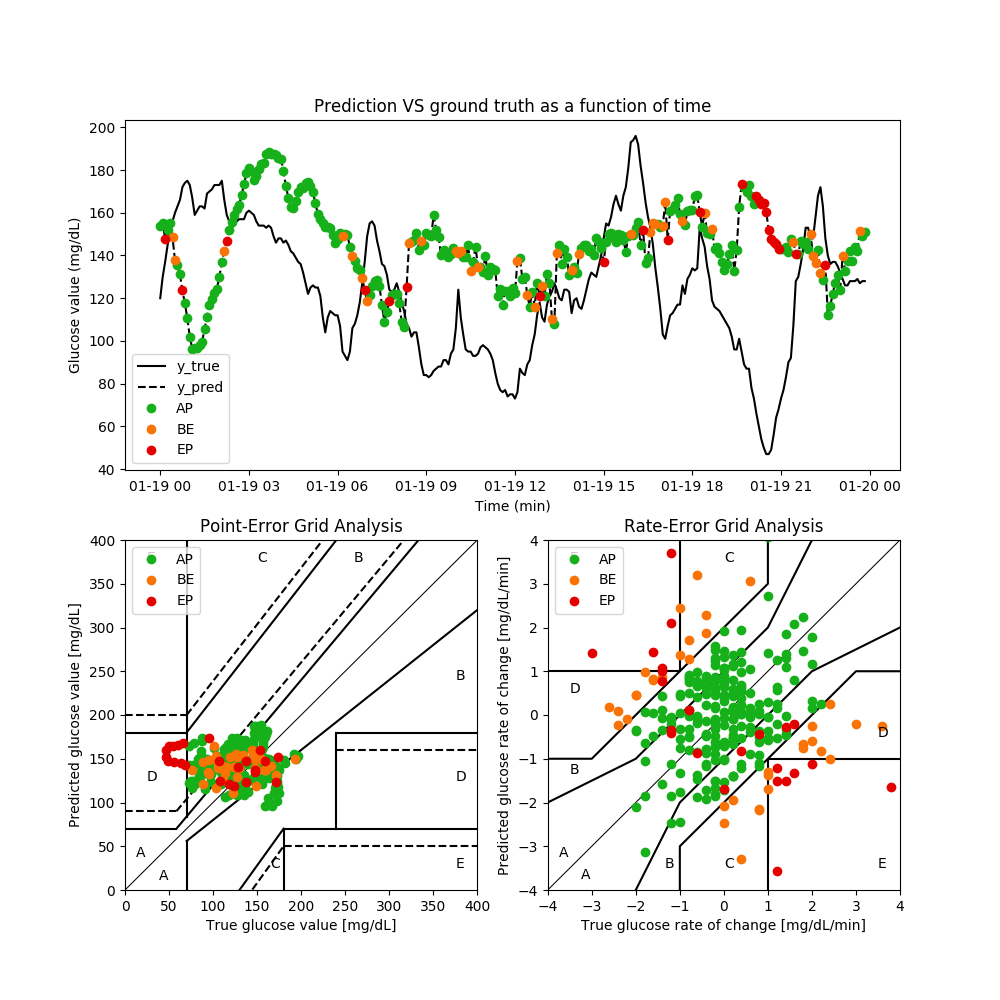 Prediction VS ground truth as a function of time
Glucose value (mg/dL)
200
180
160
140
120
100
80
60
40
y_true
y_pred
AP
BE
EP
01-19 00 01-19 03 01-19 06 01-19 09 01-19 12 01-19 15 01-19 18 01-19 21 01-20 00
Time (min)
Point-Error Grid Analysis
Predicted glucose value [mg/dL]
400
350
300
250
200
150
100
50
0
AP
BE
EP
C
B
B
D
D
A
A
C
E
0 50 100 150 200 250 300 350 400
True glucose value [mg/dL]
Rate-Error Grid Analysis
Predicted glucose rate of change [mg/dL/min]
4
3
2
1
0
−1
−2
−3
−4
AP
BE
EP
C
D
D
B
A
A
B
C
E
−4 −3 −2 −1 0 1 2 3 4
True glucose rate of change [mg/dL/min]